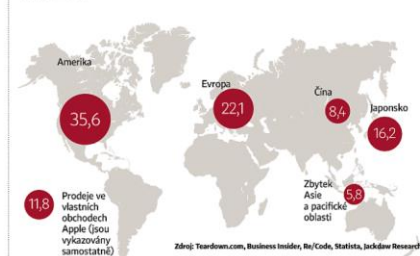 Amerika
35,6
Evropa
22,1
Čína
8,4
Japonsko
16,2
11,8
Prodeje ve
vlastních
obchodech
Apple (jsou
vykazovány
samostatně)
Zbytek
Asie
a pacifické
oblasti
5,8
Zdroj: Teardown.com, Business Insider, Re/Code, Statista, Jackdaw Research